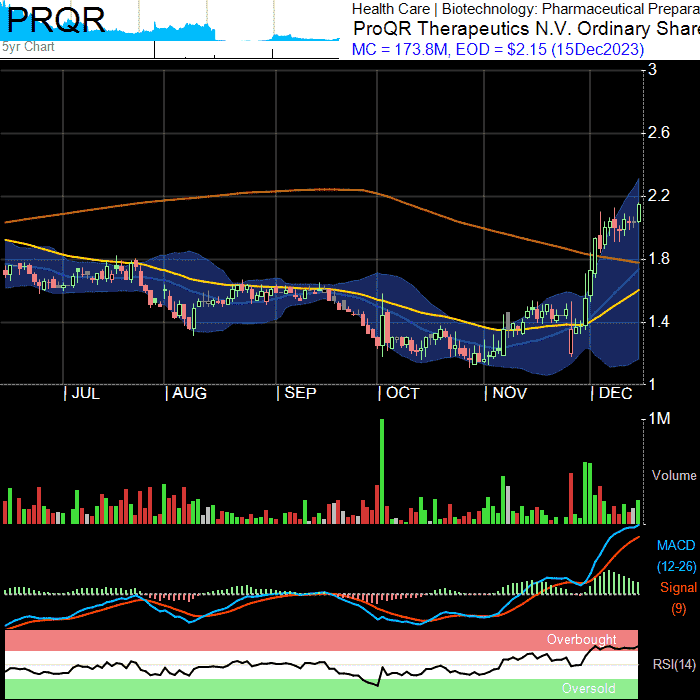 PRQR
5yr Chart
Health Care | Biotechnology: Pharmaceutical Prepara
ProQR Therapeutics N.V. Ordinary Share
MC = 173.8M, EOD = $2.15 (15Dec2023)
3
2.6
2.2
1.8
1.4
1
JUL
AUG
SEP
OCT
NOV
DEC
1M
Volume
MACD
(12-26)
Signal
(9)
Overbought
RSI(14)
Oversold